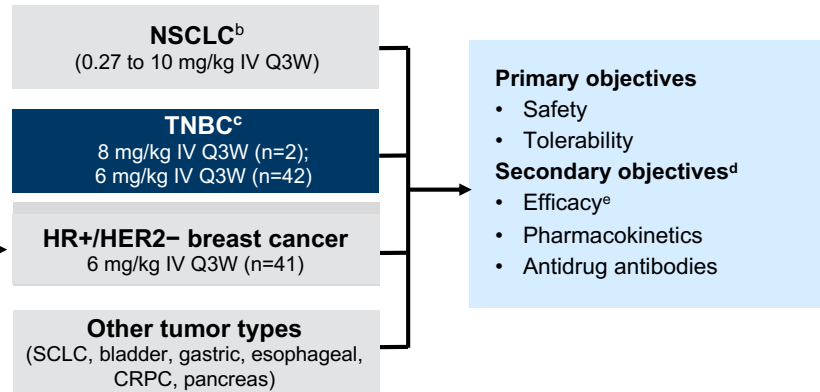 NSCLCᵇ
(0.27 to 10 mg/kg IV Q3W)
TNBCᶜ
8 mg/kg IV Q3W (n=2);
6 mg/kg IV Q3W (n=42)
HR+/HER2− breast cancer
6 mg/kg IV Q3W (n=41)
Other tumor types
(SCLC, bladder, gastric, esophageal,
CRPC, pancreas)
Primary objectives
• Safety
• Tolerability
Secondary objectivesᵈ
• Efficacyᵉ
• Pharmacokinetics
• Antidrug antibodies